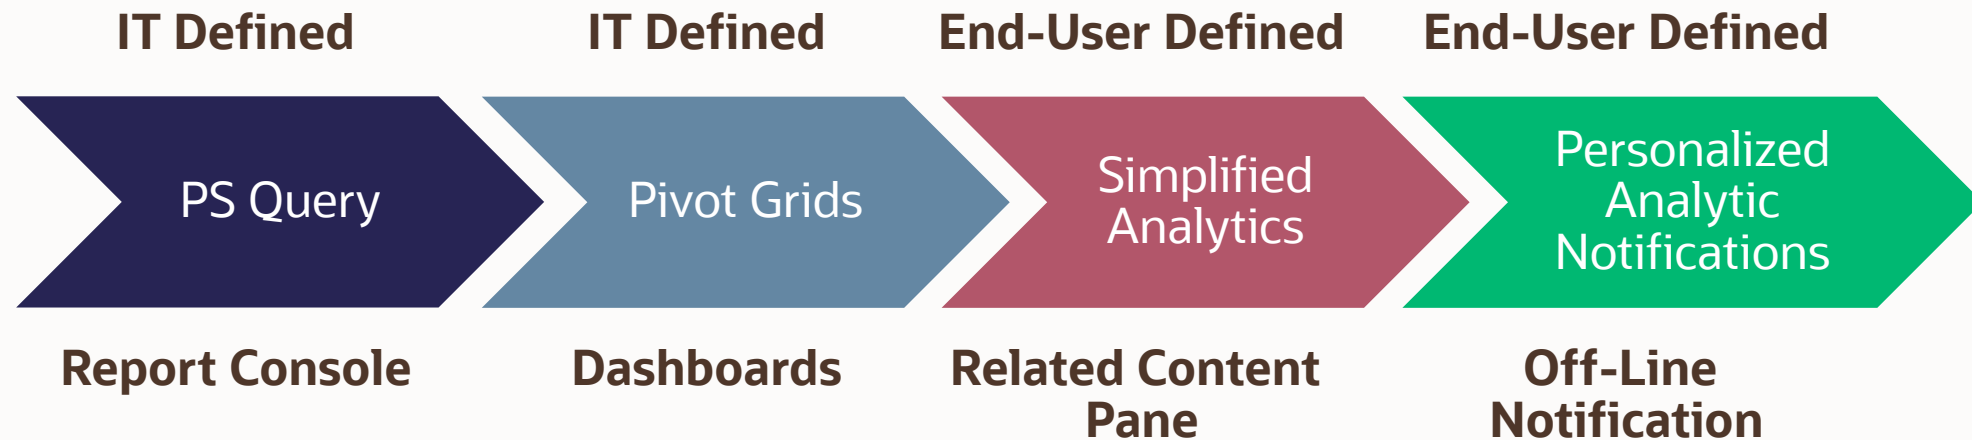 IT Defined
IT Defined
End-User Defined
End-User Defined
PS Query
Pivot Grids
Simplified
Analytics
Personalized
Analytic
Notifications
Report Console
Dashboards
Related Content
Pane
Off-Line
Notification